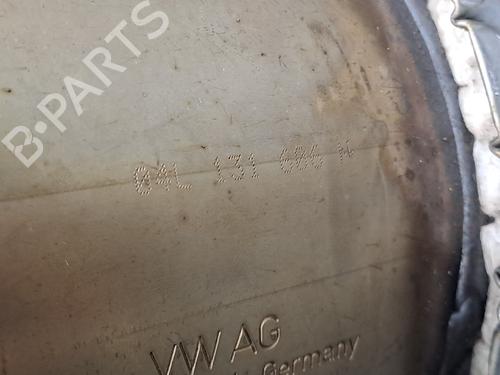 B-PARTS
04L 131 606 N
VW AG
Germany